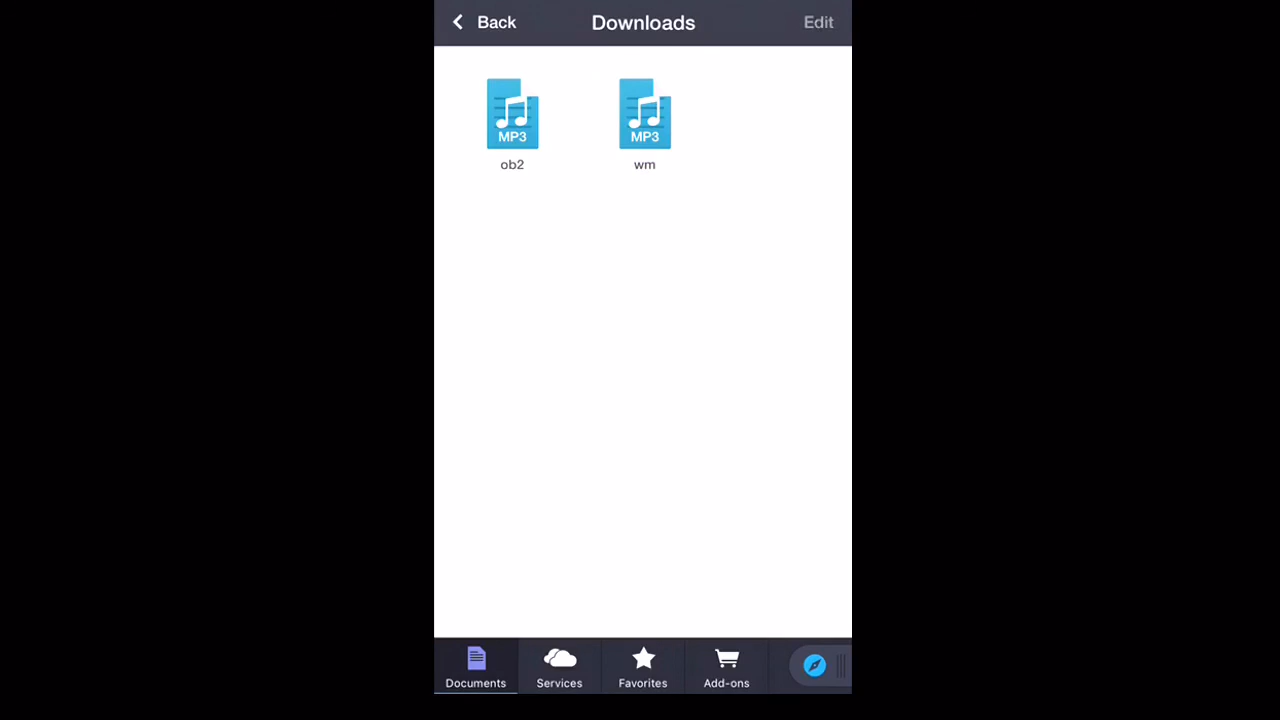 Back Downloads Edit
MP3 MP3
ob2 wm
Documents Services Favorites Add-ons